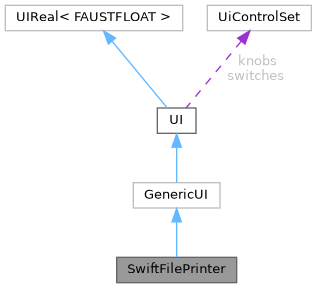 UIReal< FAUSTFLOAT >
UiControlSet
knobs
switches
UI
GenericUI
SwiftFilePrinter